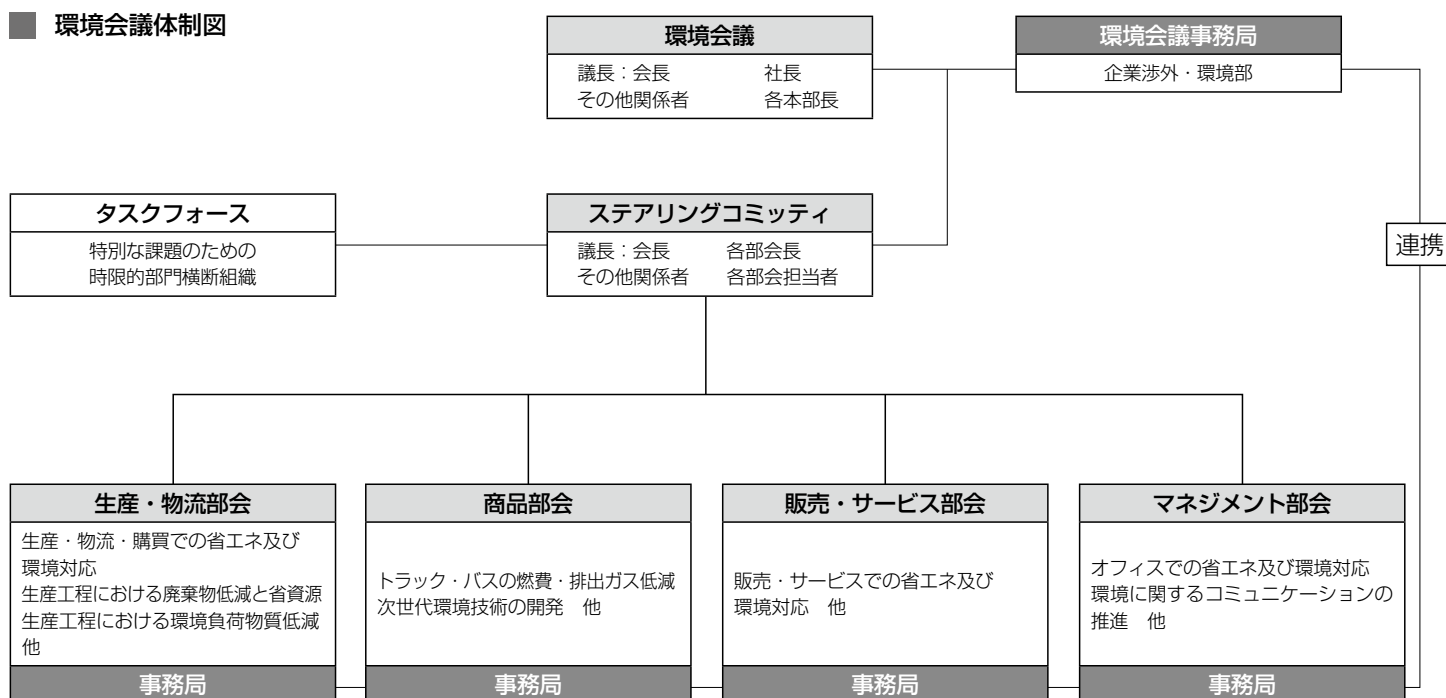 環境会議体制図
環境会議
議長：会長　社長
その他関係者　各本部長
環境会議事務局
企業渉外・環境部
タスクフォース
特別な課題のための
時限的部門横断組織
ステアリングコミッティ
議長：会長　各部会長
その他関係者　各部会担当者
連携
生産・物流部会
生産・物流・購買での省エネ及び
環境対応
生産工程における廃棄物低減と省資源
生産工程における環境負荷物質低減
他
事務局
商品部会
トラック・バスの燃費・排出ガス低減
次世代環境技術の開発　他
事務局
販売・サービス部会
販売・サービスでの省エネ及び
環境対応　他
事務局
マネジメント部会
オフィスでの省エネ及び環境対応
環境に関するコミュニケーションの
推進　他
事務局